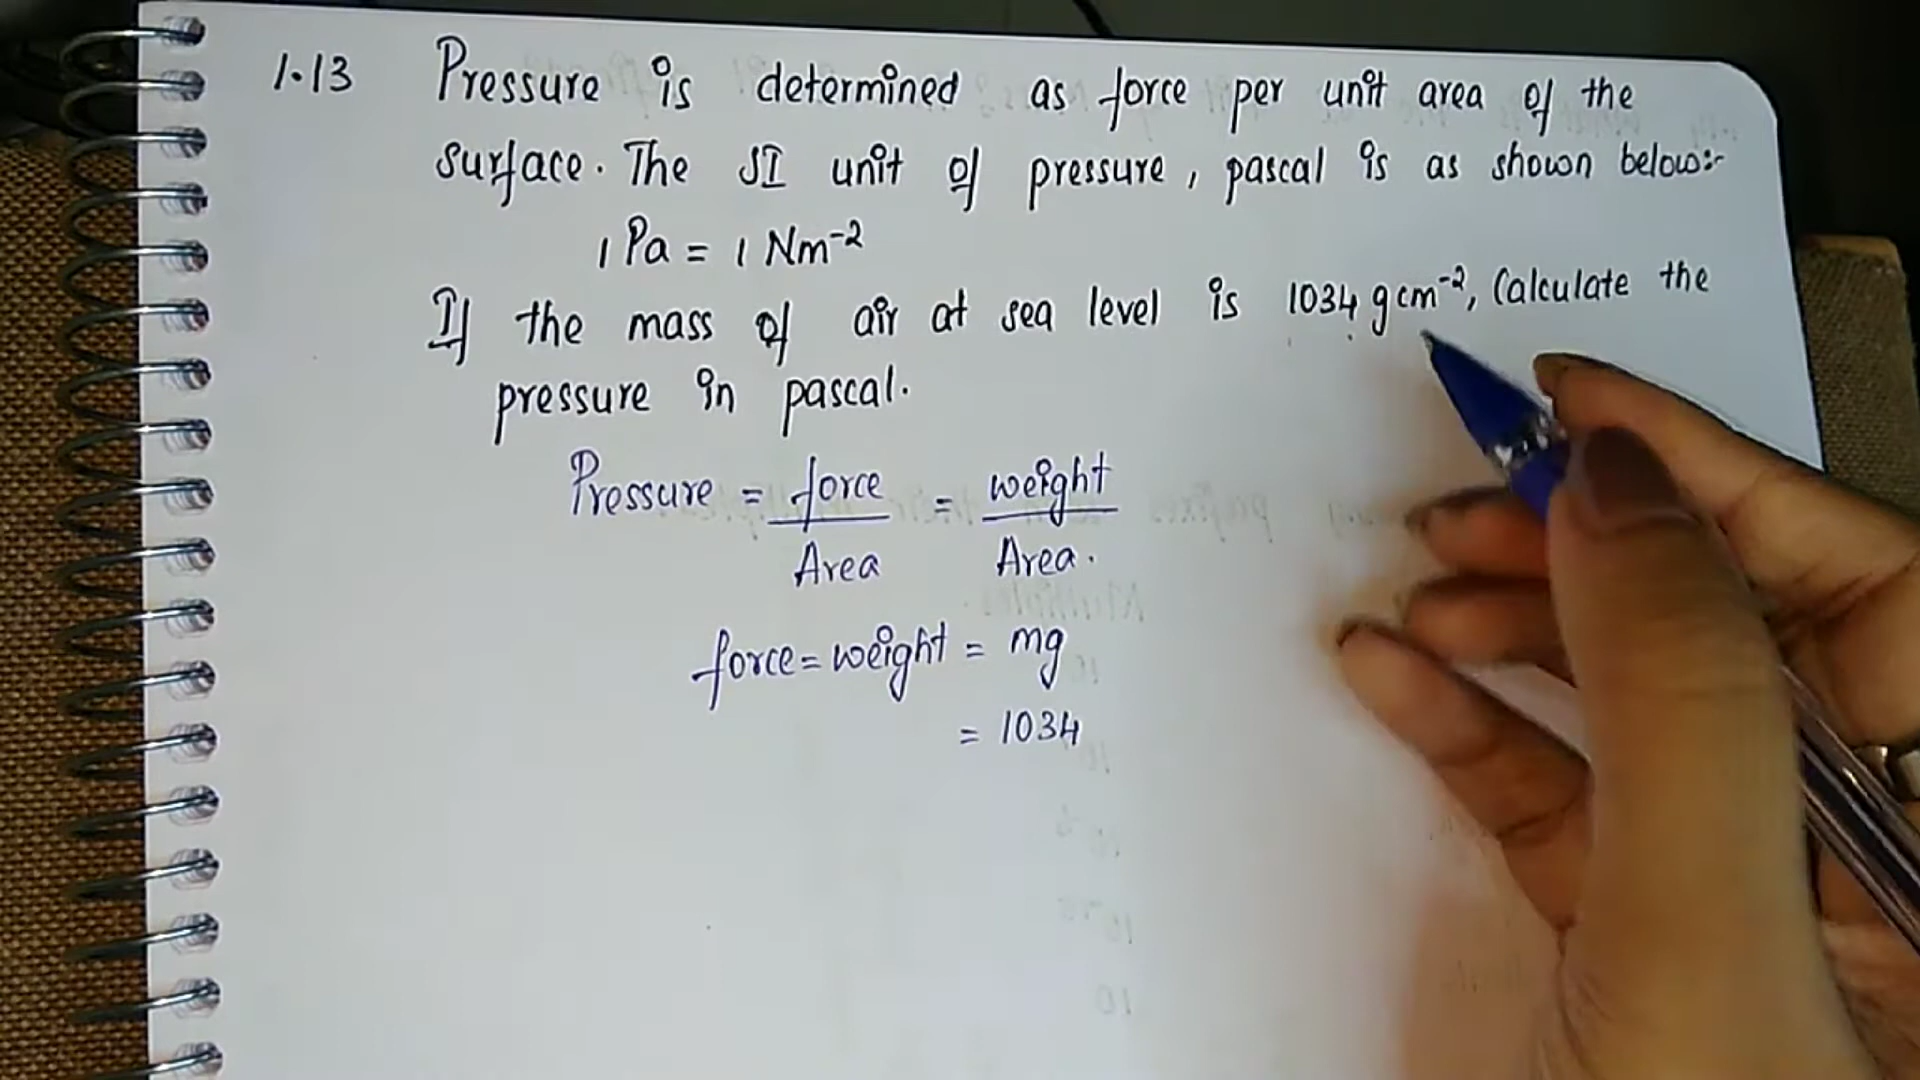 1.13 Pressure is determined as force per unit area of the
surface. The SI unit of pressure, pascal is as shown below:-
1 Pa = 1 Nm⁻²
If the mass of air at sea level is 1034 g cm⁻², Calculate the
pressure in pascal.
Pressure = force / Area = weight / Area.
force = weight = mg
= 1034